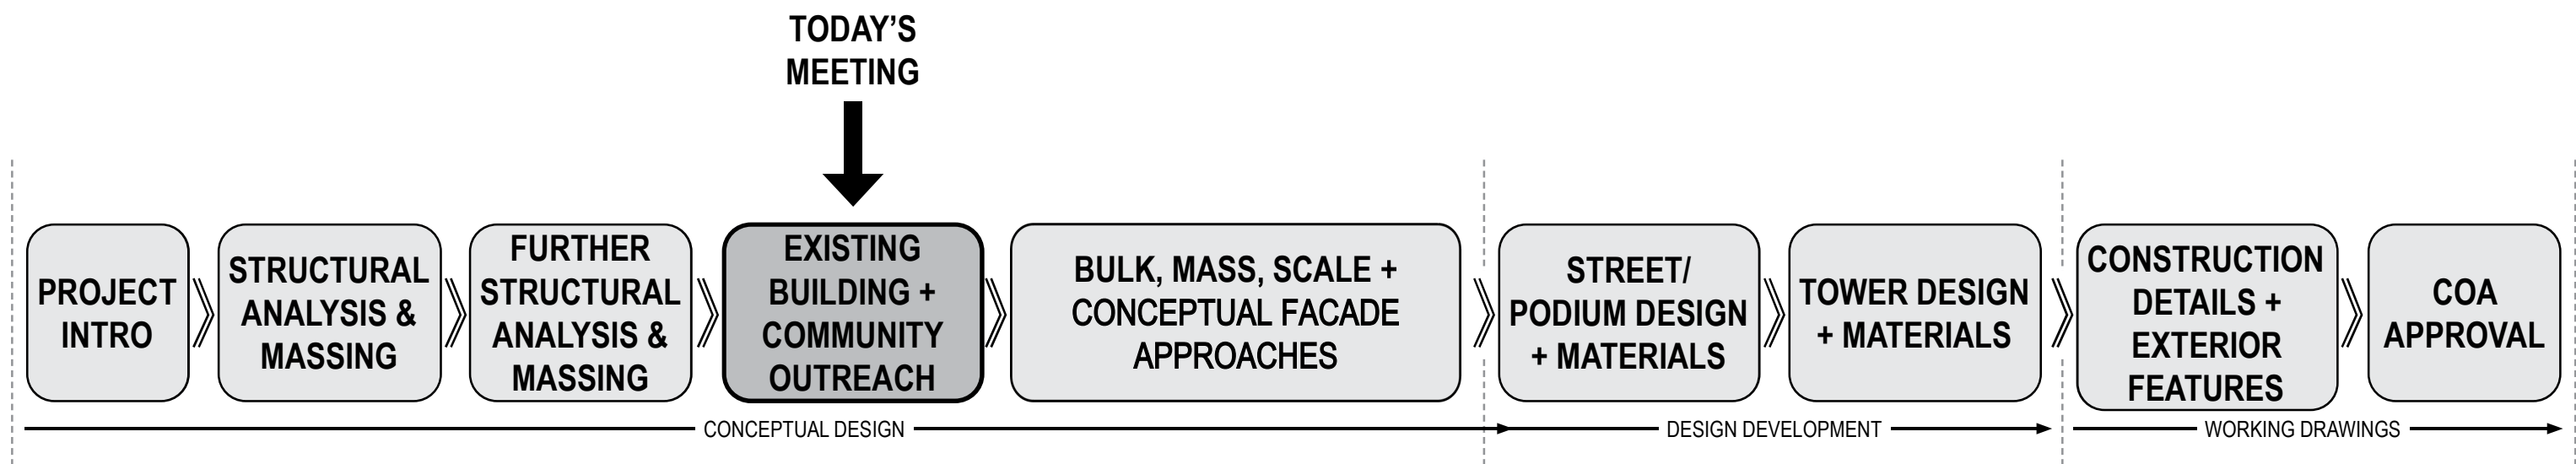 TODAY'S
MEETING
PROJECT
INTRO
STRUCTURAL
ANALYSIS &
MASSING
FURTHER
STRUCTURAL
ANALYSIS &
MASSING
EXISTING
BUILDING +
COMMUNITY
OUTREACH
BULK, MASS, SCALE +
CONCEPTUAL FACADE
APPROACHES
STREET/
PODIUM DESIGN
+ MATERIALS
TOWER DESIGN
+ MATERIALS
CONSTRUCTION
DETAILS +
EXTERIOR
FEATURES
COA
APPROVAL
CONCEPTUAL DESIGN
DESIGN DEVELOPMENT
WORKING DRAWINGS